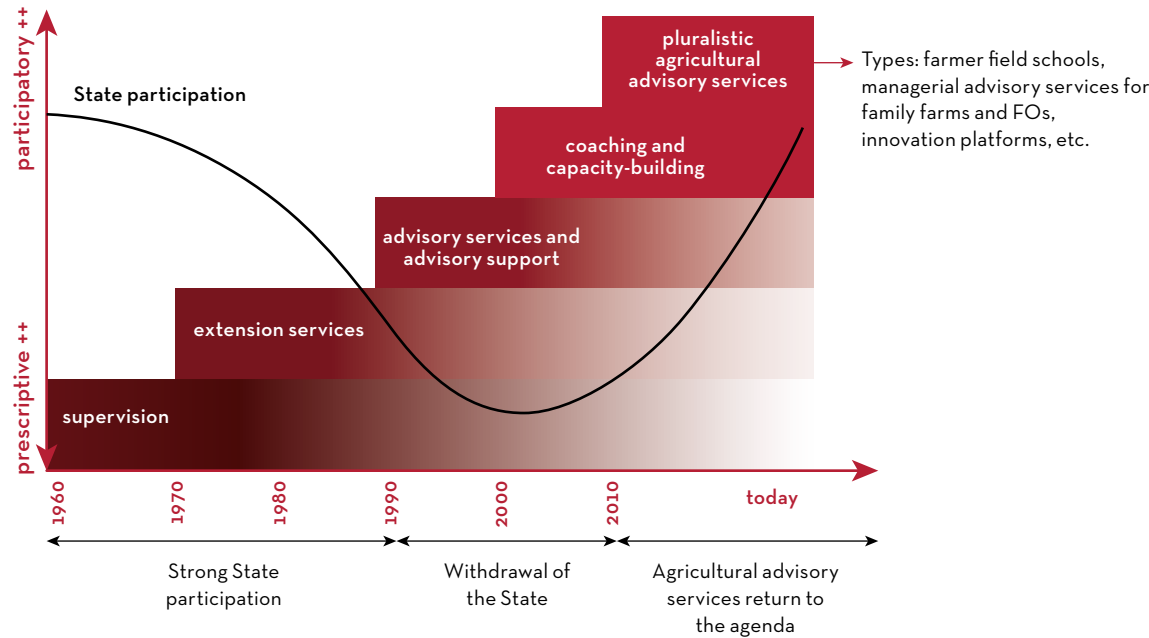 participatory ++
prescriptive ++
State participation
pluralistic
agricultural
advisory services
Types: farmer field schools,
managerial advisory services for
family farms and FOs,
innovation platforms, etc.
coaching and
capacity-building
advisory services and
advisory support
extension services
supervision
1960
1970
1980
1990
2000
2010
today
Strong State
participation
Withdrawal of
the State
Agricultural advisory
services return to
the agenda